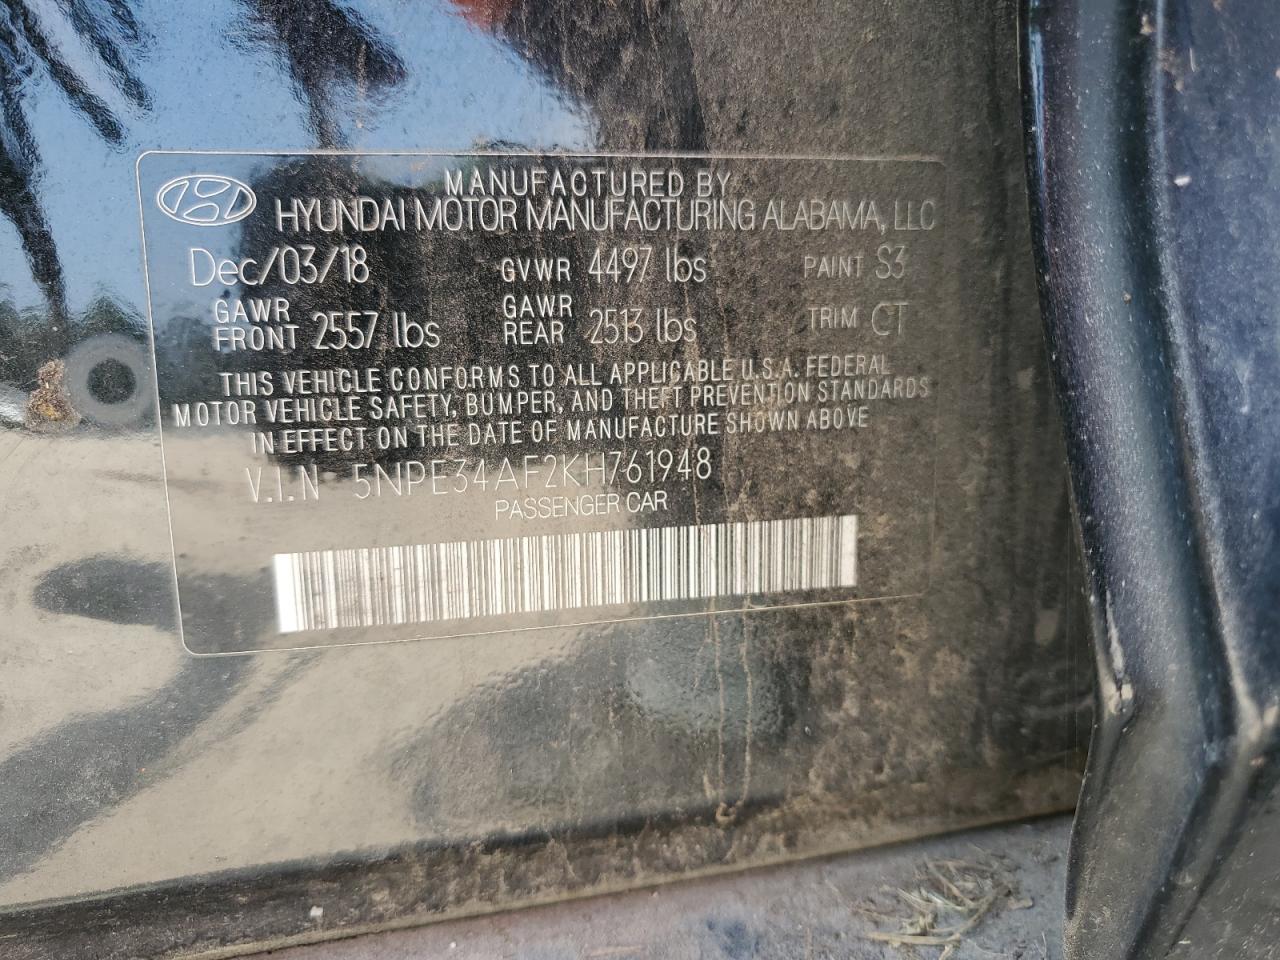 MANUFACTURED BY
HYUNDAI MOTOR MANUFACTURING ALABAMA, LLC
Dec/03/18 GVWR 4497 lbs PAINT S3
GAWR FRONT 2557 lbs GAWR REAR 2513 lbs TRIM CT
THIS VEHICLE CONFORMS TO ALL APPLICABLE U.S.A. FEDERAL
MOTOR VEHICLE SAFETY, BUMPER, AND THEFT PREVENTION STANDARDS
IN EFFECT ON THE DATE OF MANUFACTURE SHOWN ABOVE
V.I.N 5NPE34AF2KH761948
PASSENGER CAR